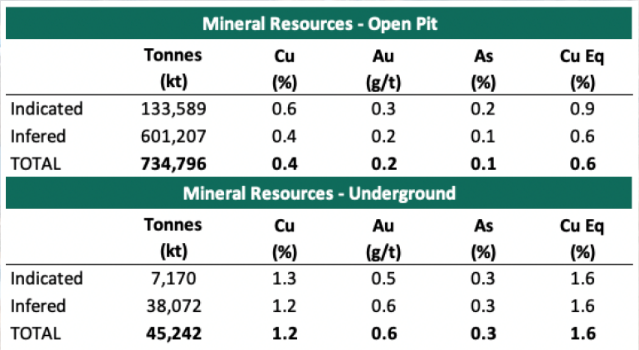 Mineral Resources - Open Pit
Tonnes Cu Au As Cu Eq
(kt) (%) (g/t) (%) (%)
Indicated 133,589 0.6 0.3 0.2 0.9
Infered 601,207 0.4 0.2 0.1 0.6
TOTAL 734,796 0.4 0.2 0.1 0.6
Mineral Resources - Underground
Tonnes Cu Au As Cu Eq
(kt) (%) (g/t) (%) (%)
Indicated 7,170 1.3 0.5 0.3 1.6
Infered 38,072 1.2 0.6 0.3 1.6
TOTAL 45,242 1.2 0.6 0.3 1.6